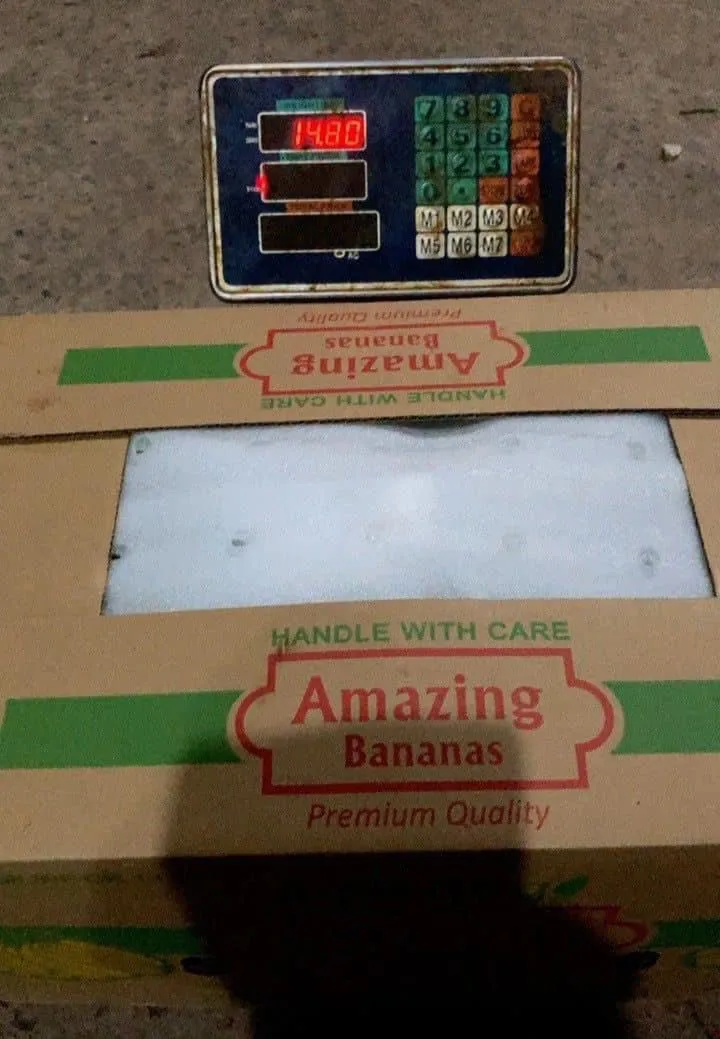 14.80
7 8 9
4 5 6
1 2 3
0 .
M1 M2 M3 M4
M5 M6 M7
Premium Quality
Amazing
Bananas
HANDLE WITH CARE
HANDLE WITH CARE
Amazing
Bananas
Premium Quality